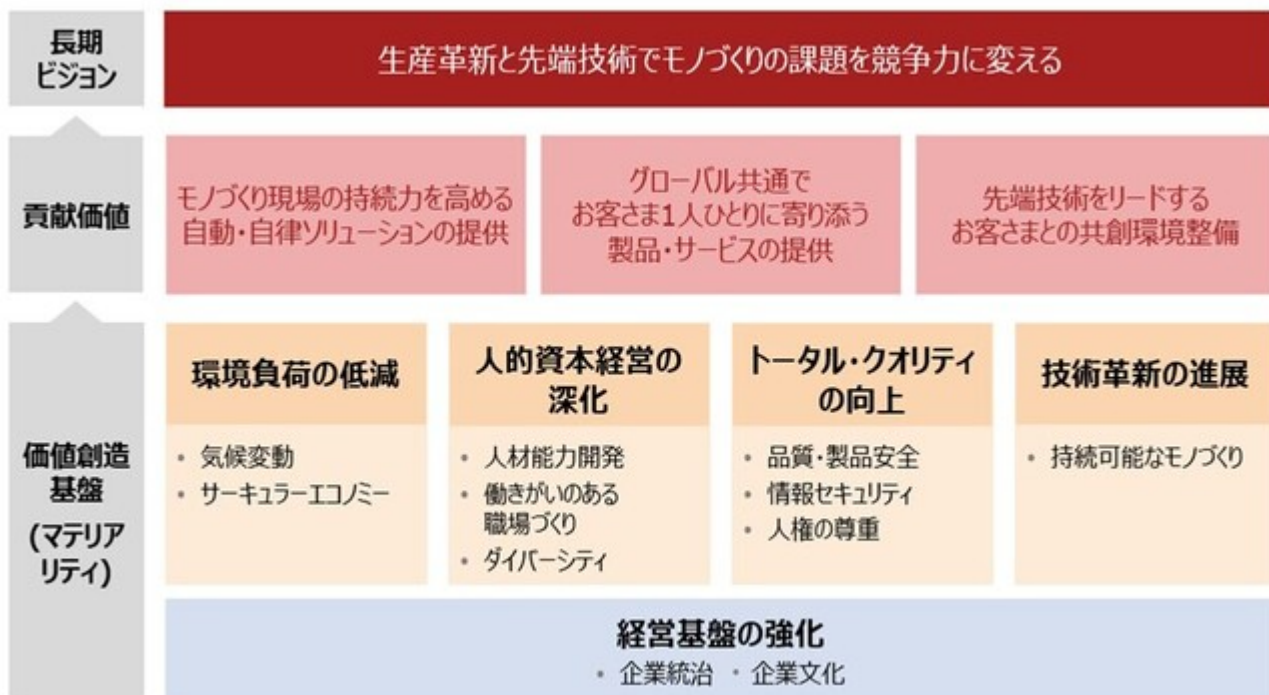 長期
ビジョン
生産革新と先端技術でモノづくりの課題を競争力に変える
貢献価値
モノづくり現場の持続力を高める
自動・自律ソリューションの提供
グローバル共通で
お客さま1人ひとりに寄り添う
製品・サービスの提供
先端技術をリードする
お客さまとの共創環境整備
価値創造
基盤
(マテリア
リティ)
環境負荷の低減
• 気候変動
• サーキュラーエコノミー
人的資本経営の
深化
• 人材能力開発
• 働きがいのある
職場づくり
• ダイバーシティ
トータル・クオリティ
の向上
• 品質・製品安全
• 情報セキュリティ
• 人権の尊重
技術革新の進展
• 持続可能なモノづくり
経営基盤の強化
• 企業統治 • 企業文化